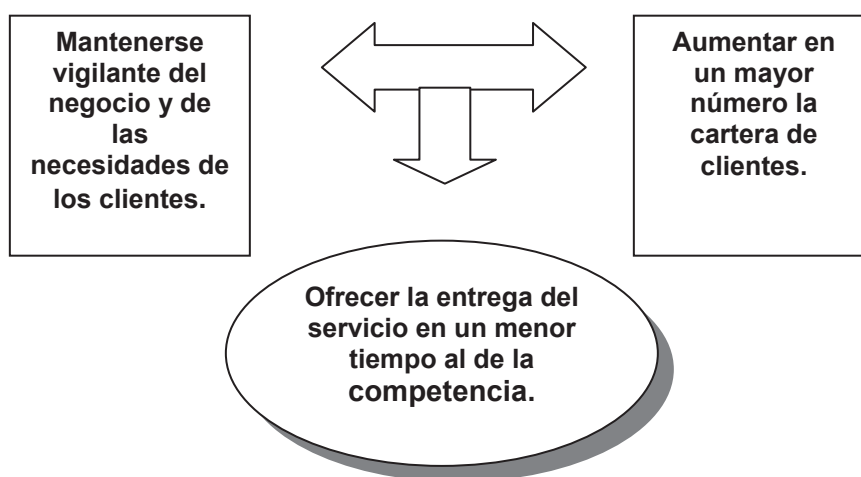 Mantenerse
vigilante del
negocio y de
las
necesidades de
los clientes.
Aumentar en
un mayor
número la
cartera de
clientes.
Ofrecer la entrega del
servicio en un menor
tiempo al de la
competencia.